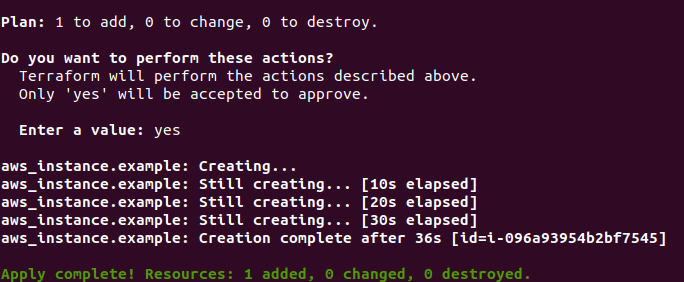 Plan: 1 to add, 0 to change, 0 to destroy.
Do you want to perform these actions?
Terraform will perform the actions described above.
Only 'yes' will be accepted to approve.
Enter a value: yes
aws_instance.example: Creating...
aws_instance.example: Still creating... [10s elapsed]
aws_instance.example: Still creating... [20s elapsed]
aws_instance.example: Still creating... [30s elapsed]
aws_instance.example: Creation complete after 36s [id=i-096a93954b2bf7545]
Apply complete! Resources: 1 added, 0 changed, 0 destroyed.